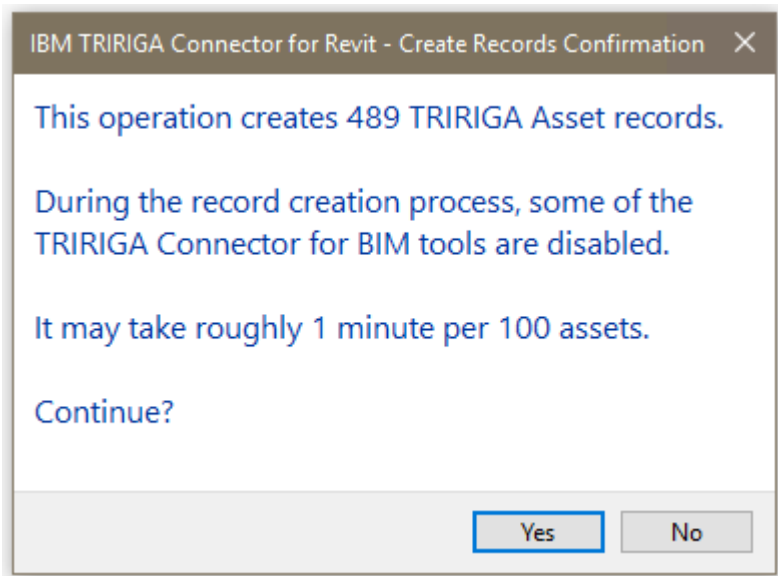 IBM TRIRIGA Connector for Revit - Create Records Confirmation
This operation creates 489 TRIRIGA Asset records.
During the record creation process, some of the
TRIRIGA Connector for BIM tools are disabled.
It may take roughly 1 minute per 100 assets.
Continue?
Yes No